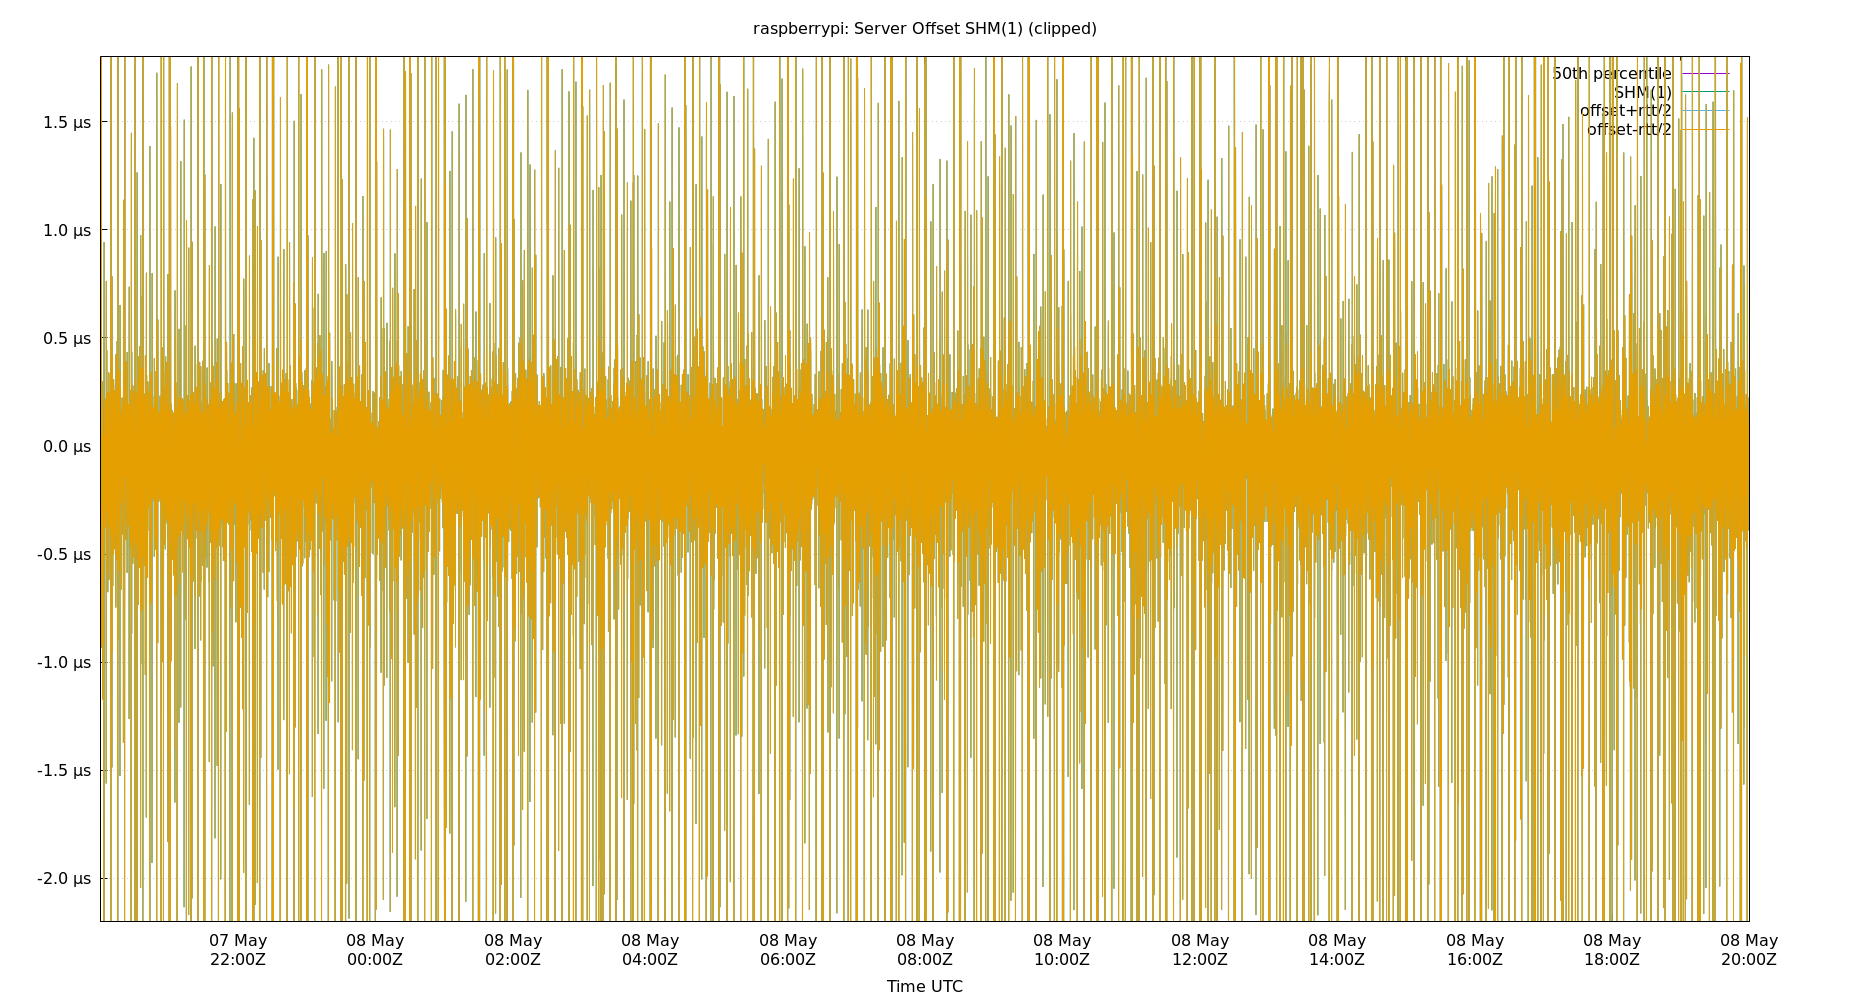 raspberrypi: Server Offset SHM(1) (clipped)
50th percentile
SHM(1)
offset+rtt/2
offset-rtt/2
1.5 µs
1.0 µs
0.5 µs
0.0 µs
-0.5 µs
-1.0 µs
-1.5 µs
-2.0 µs
07 May 08 May 08 May 08 May 08 May 08 May 08 May 08 May 08 May 08 May 08 May 08 May
22:00Z 00:00Z 02:00Z 04:00Z 06:00Z 08:00Z 10:00Z 12:00Z 14:00Z 16:00Z 18:00Z 20:00Z
Time UTC